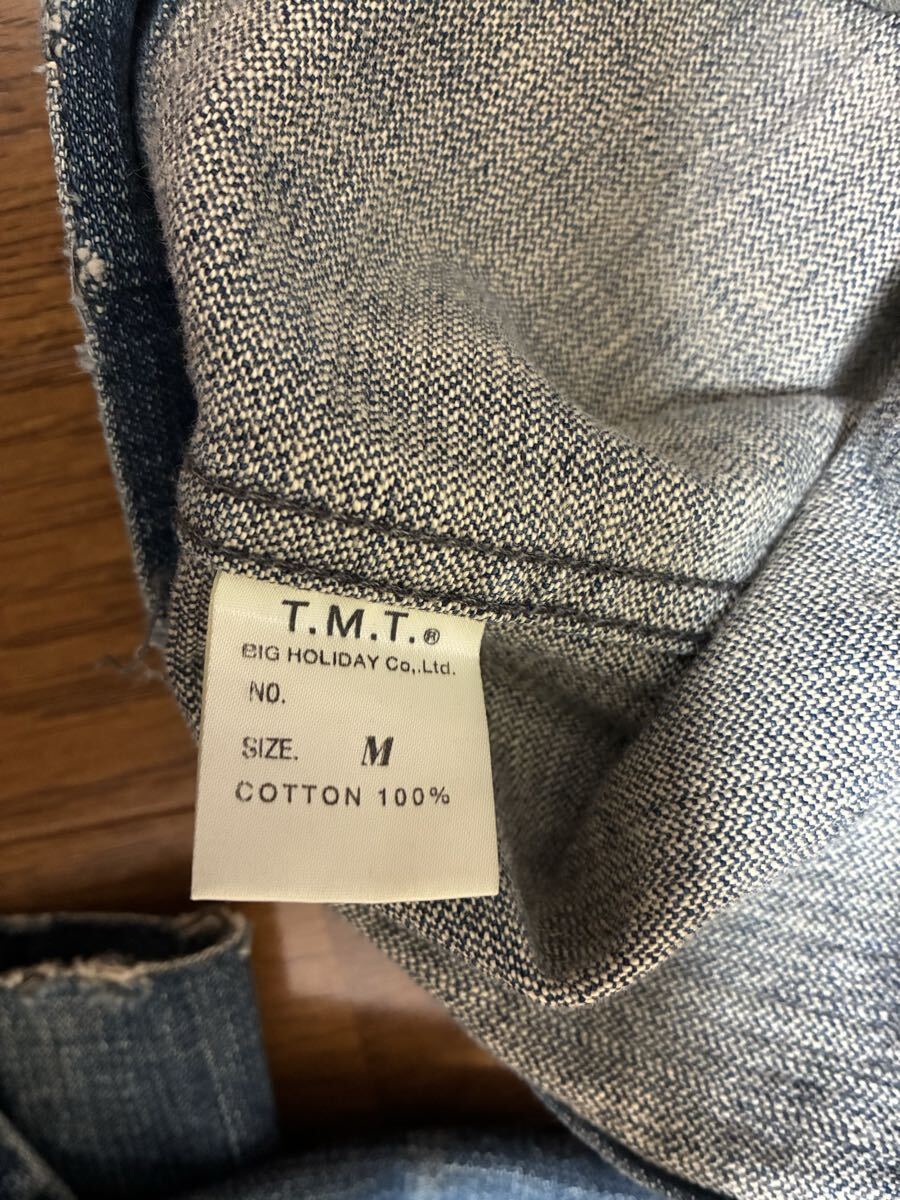 T.M.T.®
BIG HOLIDAY Co,.Ltd.
NO.
SIZE. M
COTTON 100%